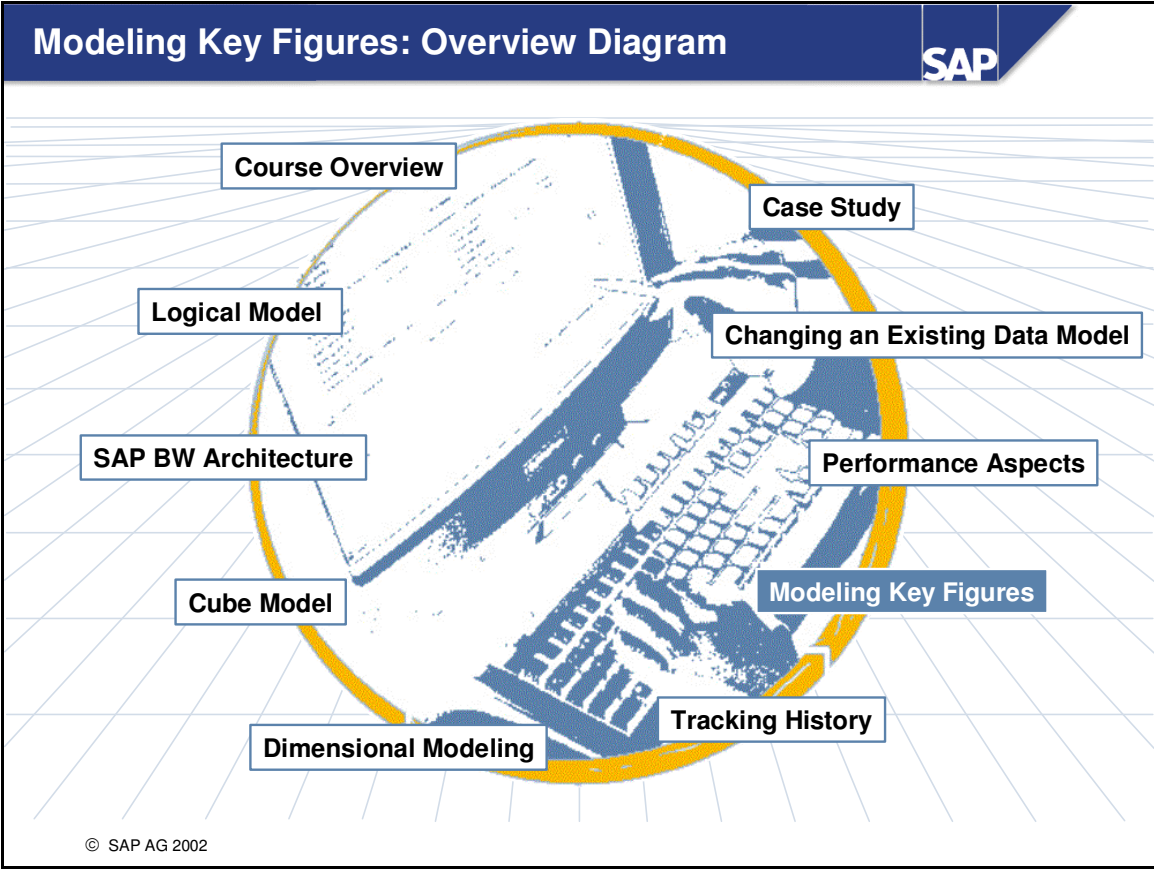 Modeling Key Figures: Overview Diagram
SAP
Course Overview
Case Study
Logical Model
Changing an Existing Data Model
SAP BW Architecture
Performance Aspects
Modeling Key Figures
Cube Model
Tracking History
Dimensional Modeling
© SAP AG 2002